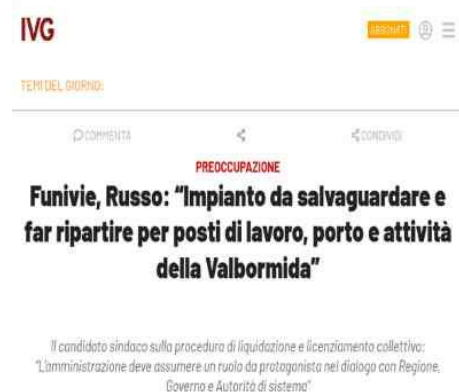 IVG
ABBONATI
TEMI DEL GIORNO:
COMMENTA
CONDIVIDI
PREOCCUPAZIONE
Funivie, Russo: “Impianto da salvaguardare e
far ripartire per posti di lavoro, porto e attività
della Valbormida”
Il candidato sindaco sulla procedura di liquidazione e licenziamento collettivo:
“L'amministrazione deve assumere un ruolo da protagonista nel dialogo con Regione,
Governo e Autorità di sistema”